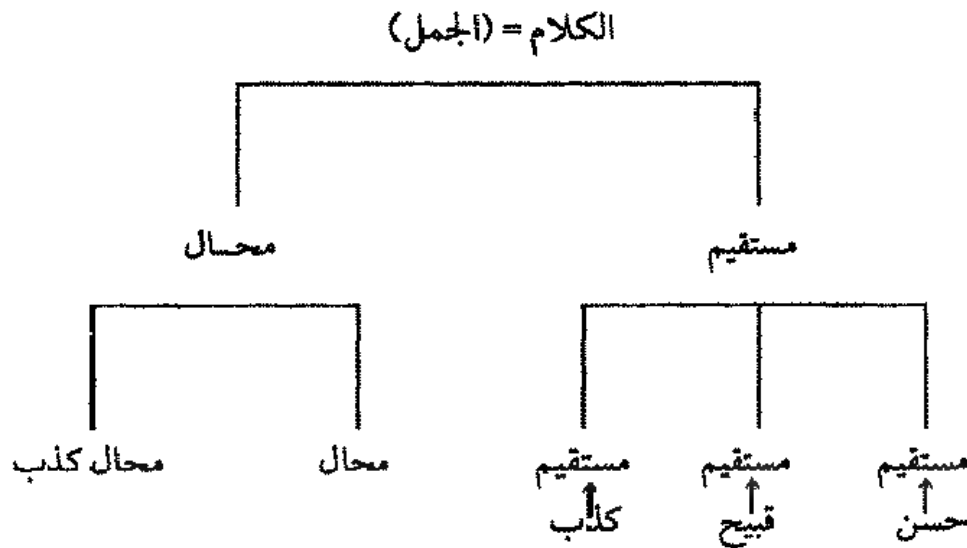 الكلام = (الجمل)
مستقيم محال
مستقيم مستقيم مستقيم محال محال كذب
حسن قبيح كذب